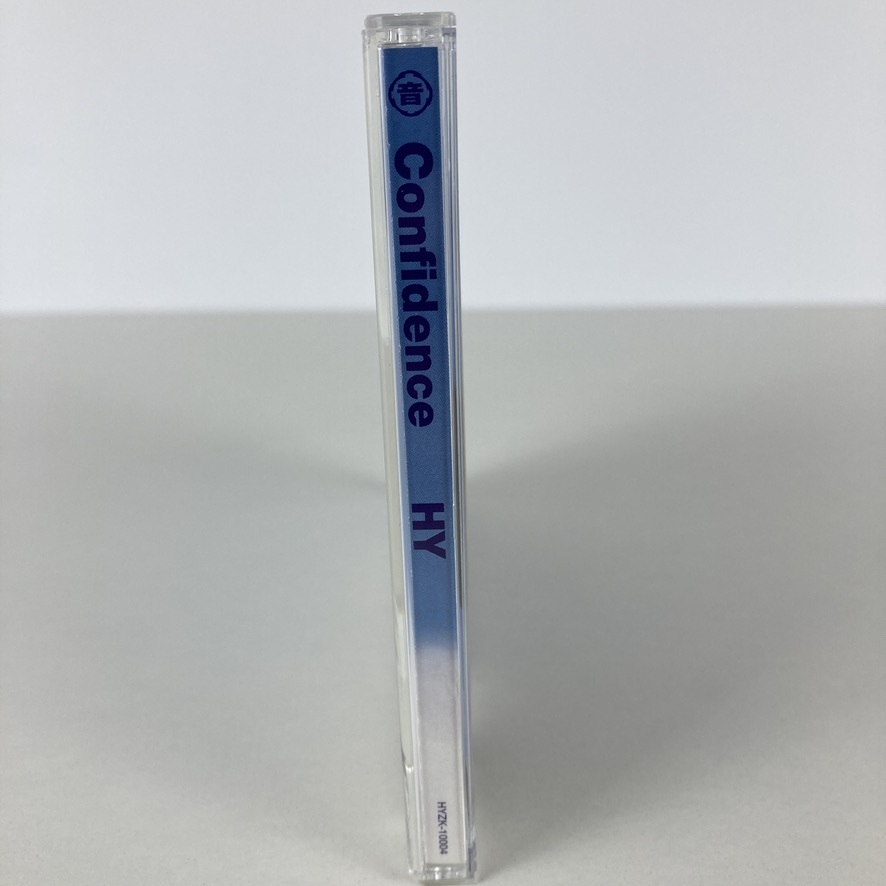 音
Confidence
HY
HYZK-10004